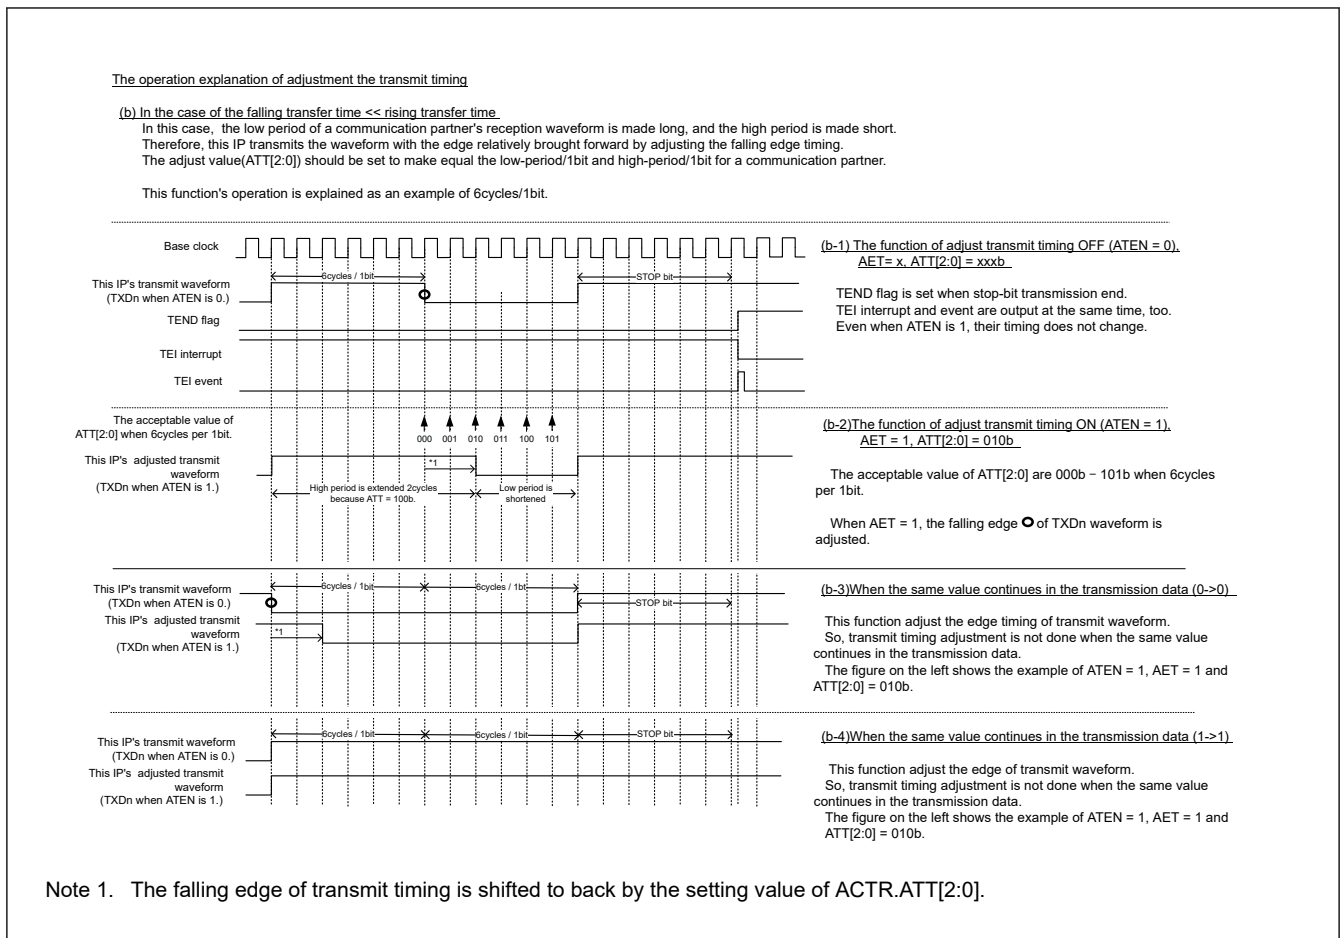 The operation explanation of adjustment the transmit timing
(b) In the case of the falling transfer time << rising transfer time
In this case, the low period of a communication partner's reception waveform is made long, and the high period is made short.
Therefore, this IP transmits the waveform with the edge relatively brought forward by adjusting the falling edge timing.
The adjust value(ATT[2:0]) should be set to make equal the low-period/1bit and high-period/1bit for a communication partner.
This function's operation is explained as an example of 6cycles/1bit.
Base clock
This IP's transmit waveform
(TXDn when ATEN is 0.)
6cycles / 1bit
STOP bit
TEND flag
TEI interrupt
TEI event
(b-1) The function of adjust transmit timing OFF (ATEN = 0),
AET= x, ATT[2:0] = xxxb
TEND flag is set when stop-bit transmission end.
TEI interrupt and event are output at the same time, too.
Even when ATEN is 1, their timing does not change.
The acceptable value of
ATT[2:0] when 6cycles per 1bit.
000 001 010 011 100 101
This IP's adjusted transmit
waveform
(TXDn when ATEN is 1.)
*1
High period is extended 2cycles
because ATT = 100b.
Low period is
shortened
(b-2)The function of adjust transmit timing ON (ATEN = 1),
AET = 1, ATT[2:0] = 010b
The acceptable value of ATT[2:0] are 000b − 101b when 6cycles
per 1bit.
When AET = 1, the falling edge O of TXDn waveform is
adjusted.
This IP's transmit waveform
(TXDn when ATEN is 0.)
6cycles / 1bit
6cycles / 1bt
STOP bit
This IP's adjusted transmit
waveform
(TXDn when ATEN is 1.)
*1
(b-3)When the same value continues in the transmission data (0->0)
This function adjust the edge timing of transmit waveform.
So, transmit timing adjustment is not done when the same value
continues in the transmission data.
The figure on the left shows the example of ATEN = 1, AET = 1 and
ATT[2:0] = 010b.
This IP's transmit waveform
(TXDn when ATEN is 0.)
6cycles / 1bit
6cycles / 1bit
STOP bit
This IP's adjusted transmit
waveform
(TXDn when ATEN is 1.)
(b-4)When the same value continues in the transmission data (1->1)
This function adjust the edge of transmit waveform.
So, transmit timing adjustment is not done when the same value
continues in the transmission data.
The figure on the left shows the example of ATEN = 1, AET = 1 and
ATT[2:0] = 010b.
Note 1. The falling edge of transmit timing is shifted to back by the setting value of ACTR.ATT[2:0].